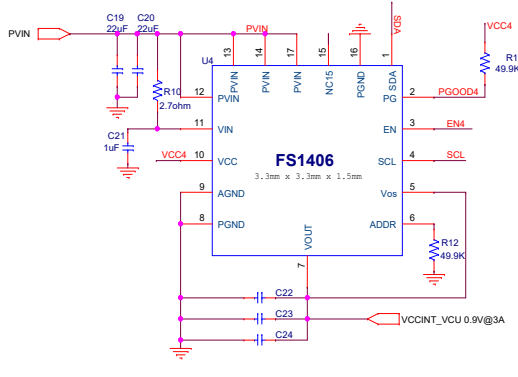 C19
22uF
C20
22uF
PVIN
PVIN
PVIN
SDA
VCC4
U4
13
14
17
15
16
1
PVIN
PVIN
PVIN
NC15
PGND
SDA
R1
49.9K
R10
2.7ohm
12
PVIN
PG
2
PGOOD4
11
VIN
EN
3
EN4
C21
1uF
VCC4
10
VCC
FS1406
SCL
4
SCL
3.3mm x 3.3mm x 1.5mm
9
AGND
Vos
5
8
PGND
VOUT
ADDR
6
7
R12
49.9K
C22
C23
VCCINT_VCU 0.9V@3A
C24